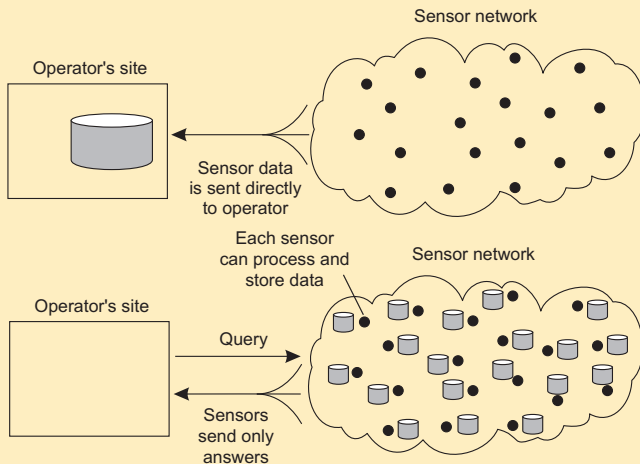 Sensor network
Operator's site
Sensor data
is sent directly
to operator
Each sensor
can process and
store data
Sensor network
Operator's site
Query
Sensors
send only
answers